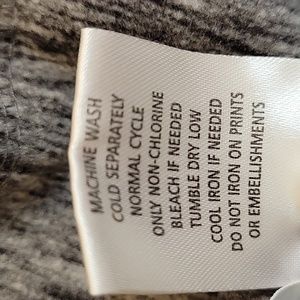 MACHINE WASH
COLD SEPARATELY
NORMAL CYCLE
ONLY NON-CHLORINE
BLEACH IF NEEDED
TUMBLE DRY LOW
COOL IRON IF NEEDED
DO NOT IRON ON PRINTS
OR EMBELLISHMENTS